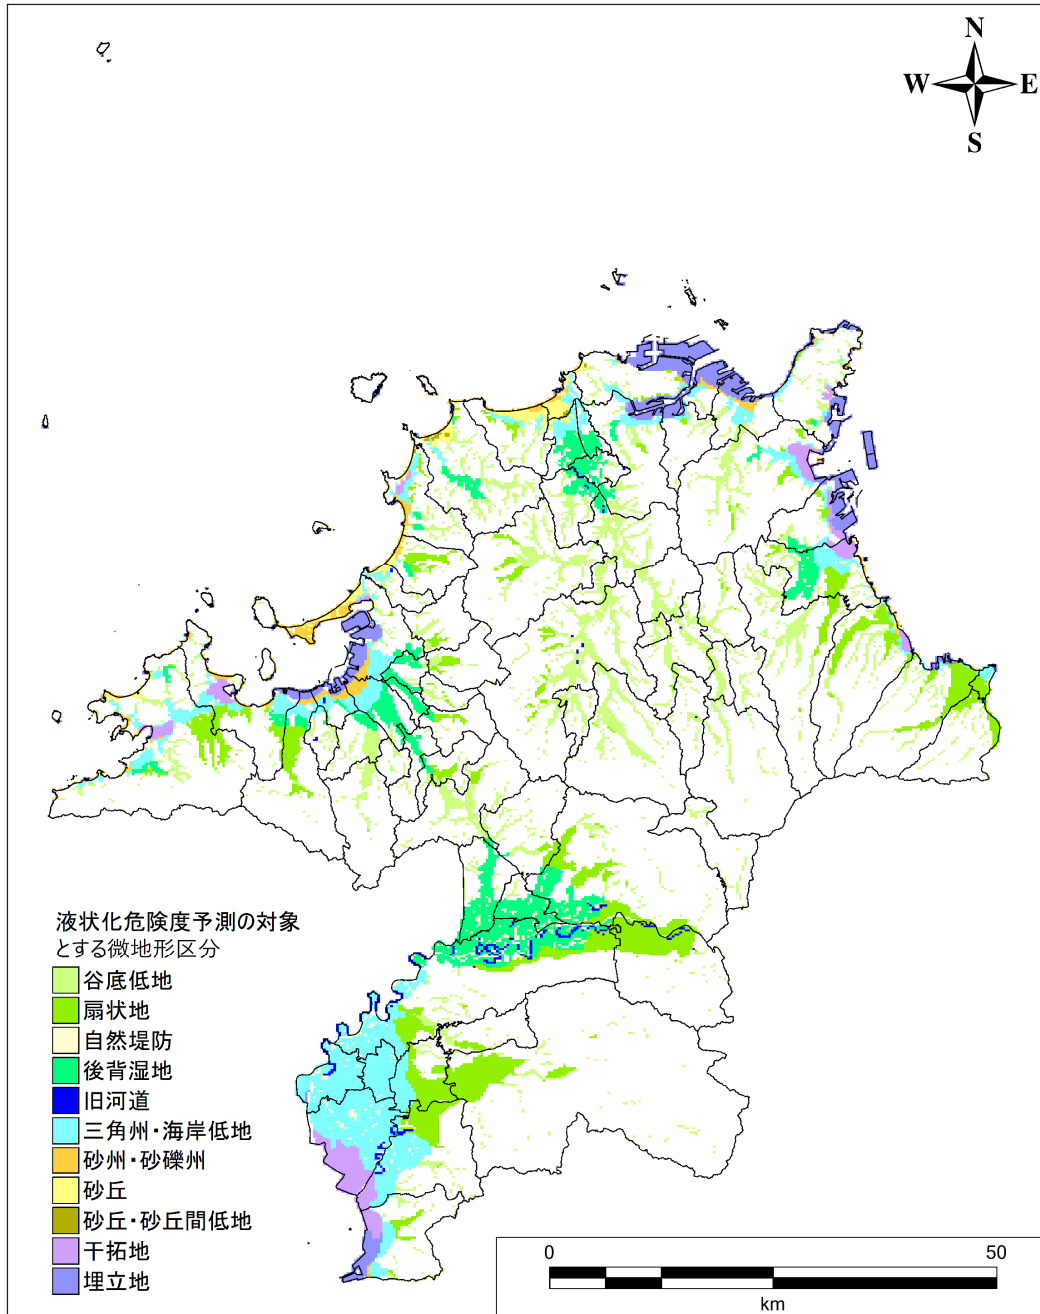 N
W E
S
液状化危険度予測の対象
とする微地形区分
谷底低地
扇状地
自然堤防
後背湿地
旧河道
三角州・海岸低地
砂州・砂礫州
砂丘
砂丘・砂丘間低地
干拓地
埋立地
0 50
km